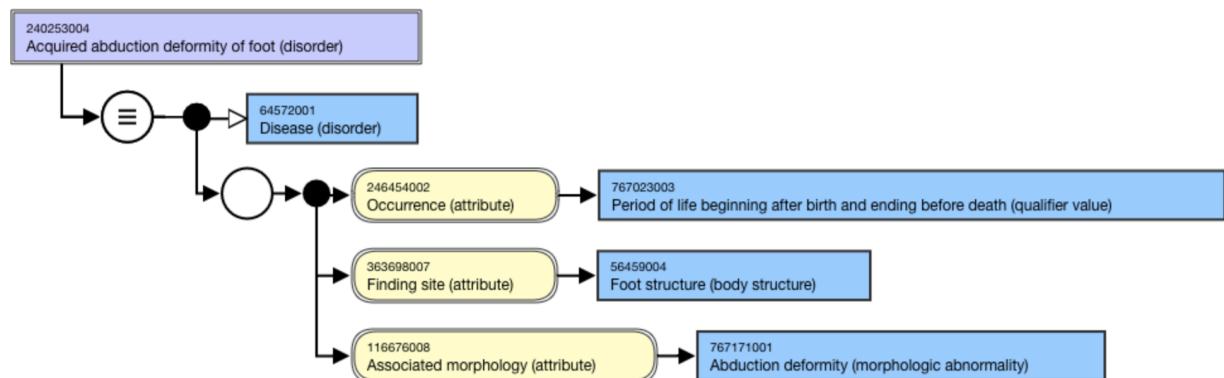 240253004
Acquired abduction deformity of foot (disorder)
64572001
Disease (disorder)
246454002
Occurrence (attribute)
767023003
Period of life beginning after birth and ending before death (qualifier value)
363698007
Finding site (attribute)
56459004
Foot structure (body structure)
116676008
Associated morphology (attribute)
767171001
Abduction deformity (morphologic abnormality)